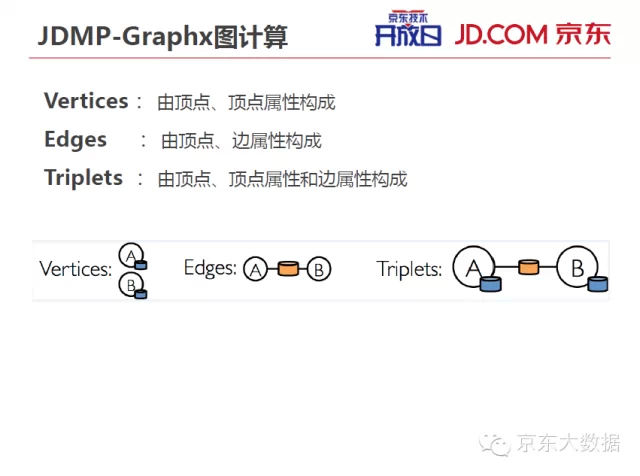 JDMP-Graphx图计算
京东技术
开放日
JD.COM 京东
Vertices： 由顶点、顶点属性构成
Edges ： 由顶点、边属性构成
Triplets ： 由顶点、顶点属性和边属性构成
Vertices: A B
Edges: A B
Triplets: A B
京东大数据